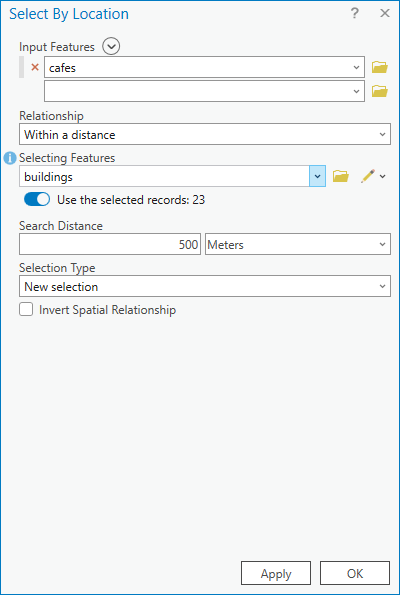 Select By Location ?
Input Features
cafes
Relationship
Within a distance
Selecting Features
buildings
Use the selected records: 23
Search Distance
500 Meters
Selection Type
New selection
Invert Spatial Relationship
Apply OK